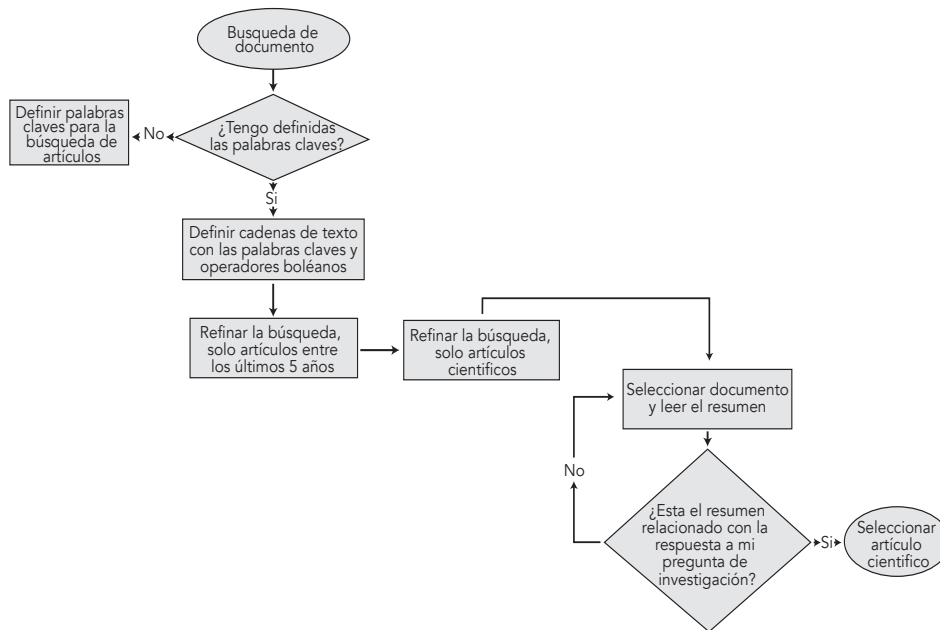 Busqueda de
documento
¿Tengo definidas
las palabras claves?
No
Definir palabras
claves para la
búsqueda de
artículos
Si
Definir cadenas de texto
con las palabras claves y
operadores boléanos
Refinar la búsqueda,
solo artículos entre
los últimos 5 años
Refinar la búsqueda,
solo artículos
cientificos
Seleccionar documento
y leer el resumen
No
¿Esta el resumen
relacionado con la
respuesta a mi
pregunta de
investigación?
Si
Seleccionar
artículo
cientifico